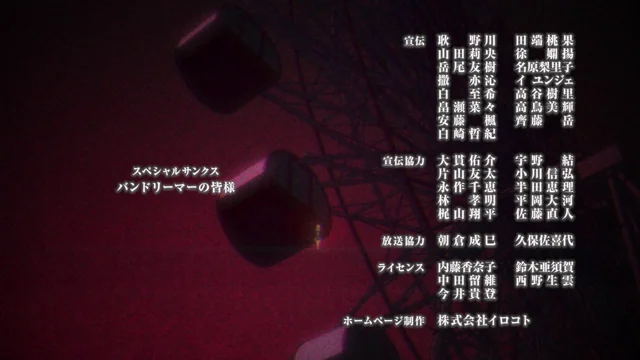 スペシャルサンクス
バンドリーマーの皆様
宣伝 耿 野川 田端桃果
山田莉央 徐 嫺揚
岳尾友樹 名原梨里子
撒 亦沁 イ ユンジェ
白 至希 高谷樹里
畠瀬菜々 高鳥美輝
安藤 楓 齊藤 岳
白崎哲紀
宣伝協力 大貫佑介 宇野 結
片山友太 小川信弘
永作千恵 半田恵理
林 孝明 平岡大河
梶山翔平 佐藤直人
放送協力 朝倉成巳 久保佐喜代
ライセンス 内藤香奈子 鈴木亜須賀
中田留維 西野生雲
今井貴登
ホームページ制作 株式会社イロコト